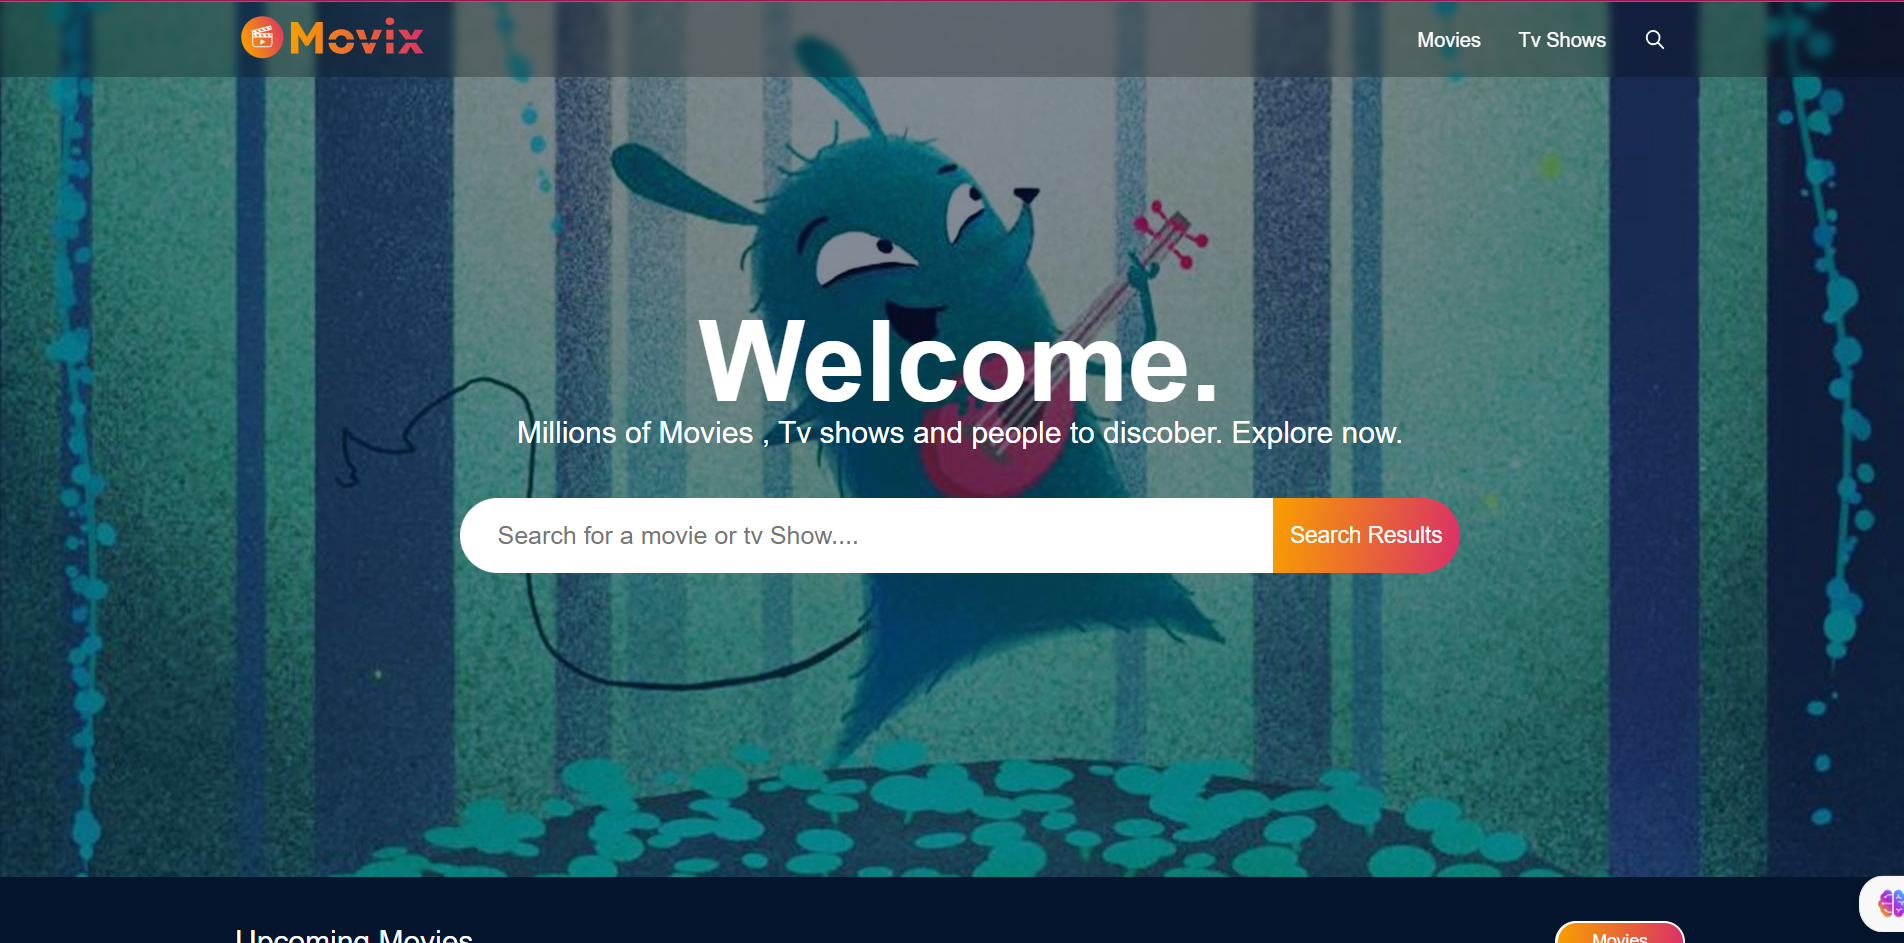 Movix
Movies
Tv Shows
Welcome.
Millions of Movies , Tv shows and people to discober. Explore now.
Search for a movie or tv Show....
Search Results
Upcoming Movies
Movies